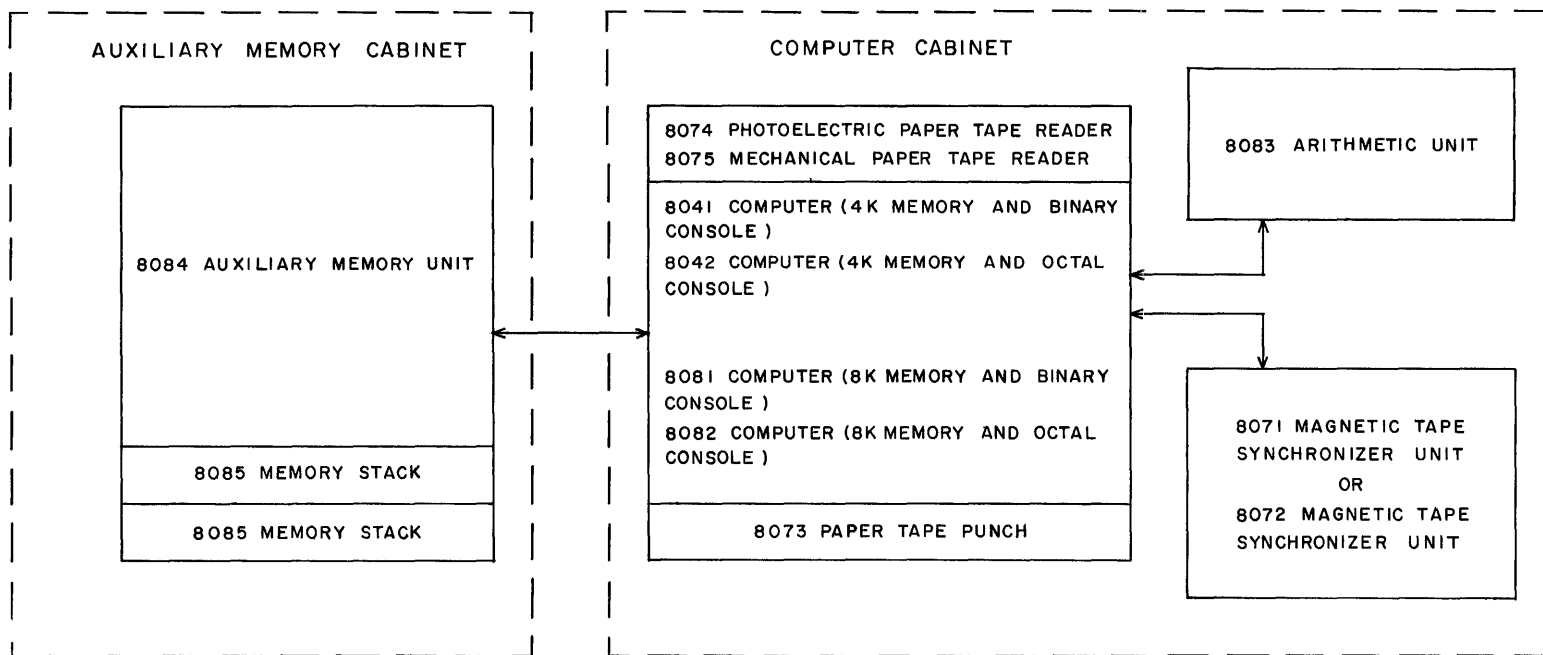 AUXILIARY MEMORY CABINET
8084 AUXILIARY MEMORY UNIT
8085 MEMORY STACK
8085 MEMORY STACK
COMPUTER CABINET
8074 PHOTOELECTRIC PAPER TAPE READER
8075 MECHANICAL PAPER TAPE READER
8041 COMPUTER (4K MEMORY AND BINARY
CONSOLE)
8042 COMPUTER (4K MEMORY AND OCTAL
CONSOLE)
8081 COMPUTER (8K MEMORY AND BINARY
CONSOLE)
8082 COMPUTER (8K MEMORY AND OCTAL
CONSOLE)
8073 PAPER TAPE PUNCH
8083 ARITHMETIC UNIT
8071 MAGNETIC TAPE
SYNCHRONIZER UNIT
OR
8072 MAGNETIC TAPE
SYNCHRONIZER UNIT